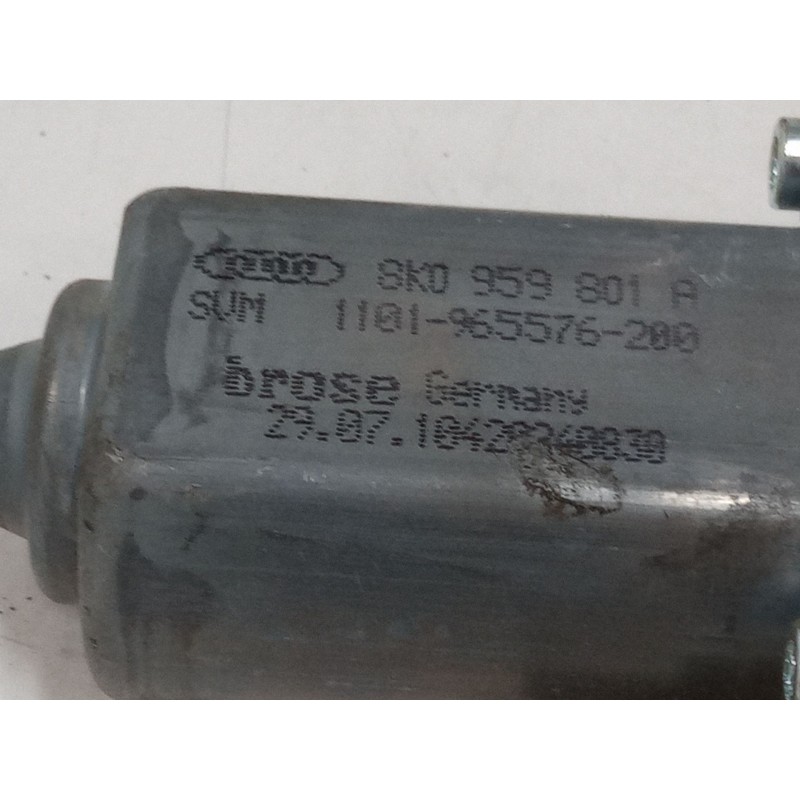 8K0 959 801 A
SVM 1101-965576-200
brose Germany